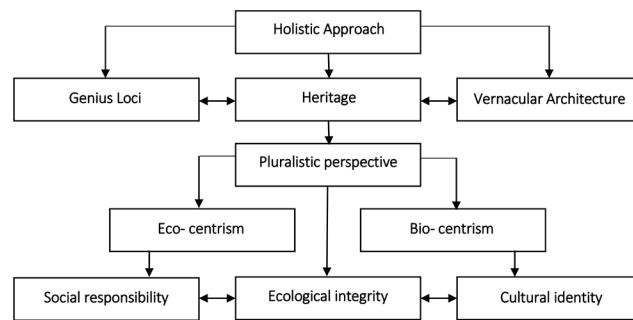 Holistic Approach
Genius Loci
Heritage
Vernacular Architecture
Pluralistic perspective
Eco- centrism
Bio- centrism
Social responsibility
Ecological integrity
Cultural identity